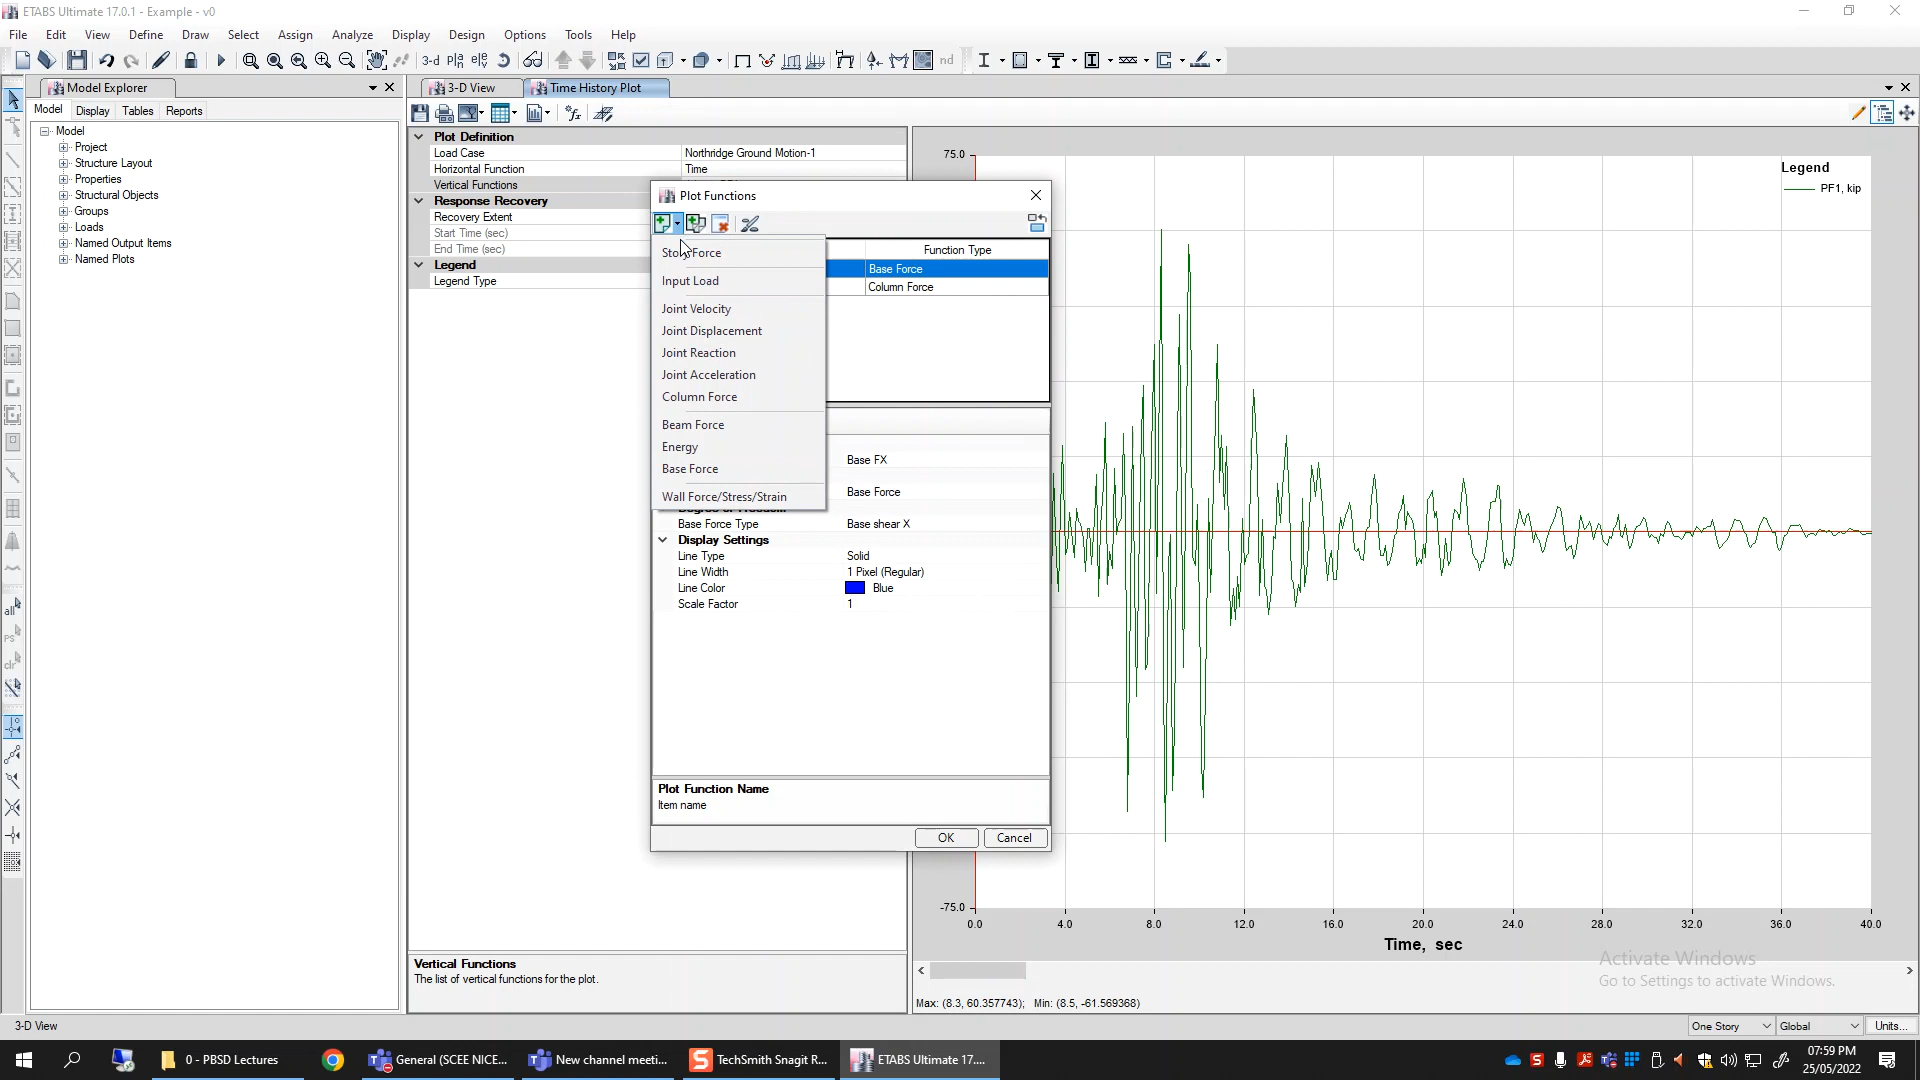 ETABS Ultimate 17.0.1 - Example - v0
File Edit View Define Draw Select Assign Analyze Display Design Options Tools Help
3-d nd
Model Explorer
3-D View Time History Plot
Model Display Tables Reports
Model
Project
Structure Layout
Properties
Structural Objects
Groups
Loads
Named Output Items
Named Plots
Plot Definition
Load Case Northridge Ground Motion-1
Horizontal Function Time
Vertical Functions
Response Recovery
Recovery Extent
Start Time (sec)
End Time (sec)
Legend
Legend Type
Plot Functions
Function Type
Base Force
Column Force
Force
Input Load
Joint Velocity
Joint Displacement
Joint Reaction
Joint Acceleration
Column Force
Beam Force
Energy
Base Force
Wall Force/Stress/Strain
Base FX
Base Force
Base Force Type Base shear X
Display Settings
Line Type Solid
Line Width 1 Pixel (Regular)
Line Color Blue
Scale Factor 1
Plot Function Name
Item name
OK Cancel
Vertical Functions
The list of vertical functions for the plot.
75.0
Legend
PF1, kip
-75.0
0.0 4.0 8.0 12.0 16.0 20.0 24.0 28.0 32.0 36.0 40.0
Time, sec
Activate Windows
Go to Settings to activate Windows.
Max: (8.3, 60.357743); Min: (8.5, -61.569368)
3-D View
One Story Global Units...
0 - PBSD Lectures
General (SCEE NICE...
New channel meeti...
TechSmith Snagit R...
ETABS Ultimate 17....
07:59 PM
25/05/2022